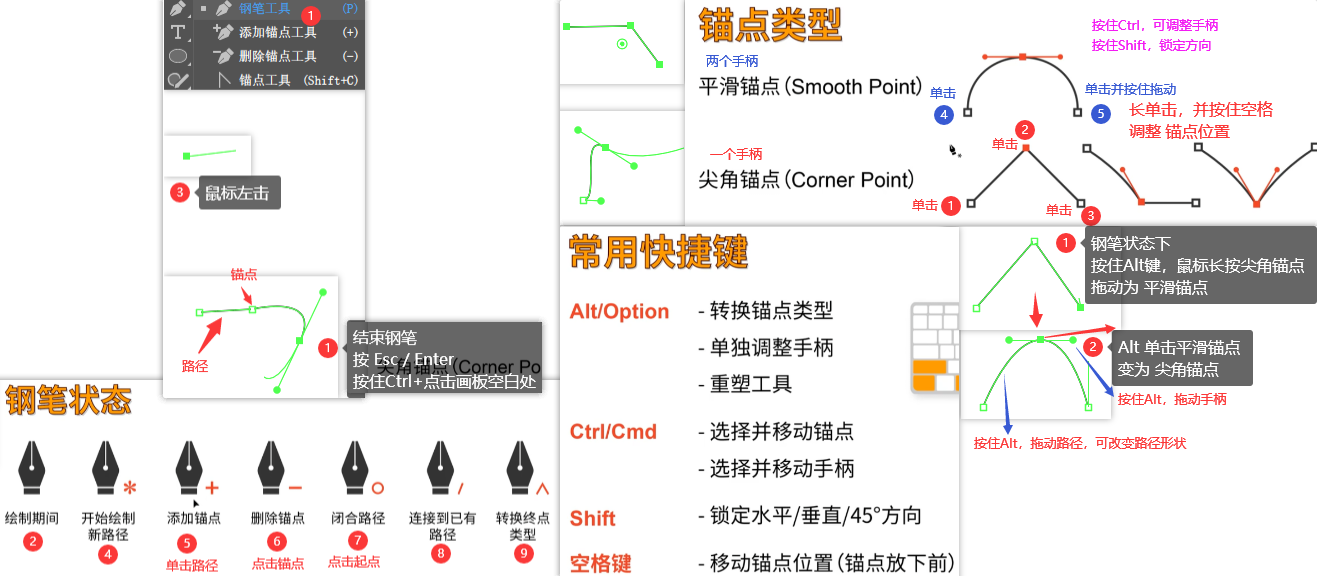 钢笔工具 (P)
1
添加锚点工具 (+)
删除锚点工具 (-)
锚点工具 (Shift+C)
3
鼠标左击
锚点
路径
1
结束钢笔
按 Esc / Enter
按住Ctrl+点击画板空白处
尖角锚点(Corner Po
钢笔状态
绘制期间
2
开始绘制
新路径
4
添加锚点
5
单击路径
删除锚点
6
点击锚点
闭合路径
7
点击起点
连接到已有
路径
8
转换终点
类型
9
锚点类型
按住Ctrl，可调整手柄
按住Shift，锁定方向
两个手柄
平滑锚点(Smooth Point)
单击
4
单击并按住拖动
5
长单击，并按住空格
调整 锚点位置
一个手柄
尖角锚点(Corner Point)
单击
2
单击
1
单击
3
常用快捷键
Alt/Option
- 转换锚点类型
- 单独调整手柄
- 重塑工具
Ctrl/Cmd
- 选择并移动锚点
- 选择并移动手柄
Shift
- 锁定水平/垂直/45°方向
空格键
- 移动锚点位置(锚点放下前)
1
钢笔状态下
按住Alt键，鼠标长按尖角锚点
拖动为 平滑锚点
2
Alt 单击平滑锚点
变为 尖角锚点
按住Alt，拖动手柄
按住Alt，拖动路径，可改变路径形状